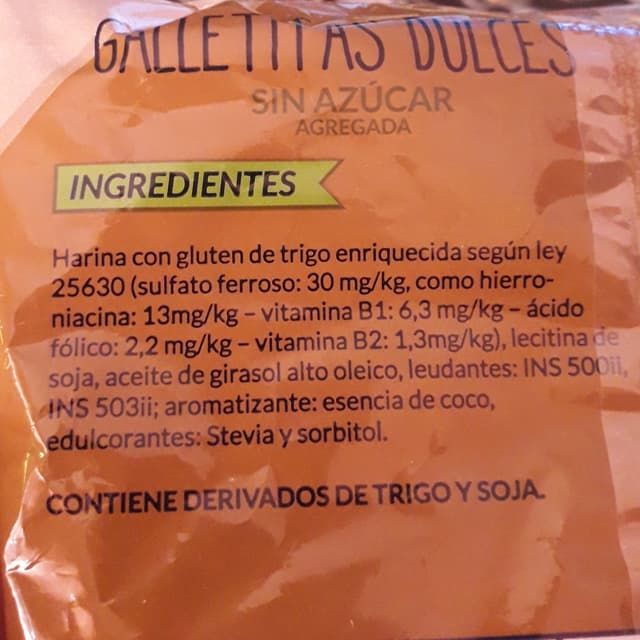 GALLETITAS DULCES
SIN AZÚCAR
AGREGADA
INGREDIENTES
Harina con gluten de trigo enriquecida según ley
25630 (sulfato ferroso: 30 mg/kg, como hierro-
niacina: 13mg/kg – vitamina B1: 6,3 mg/kg – ácido
fólico: 2,2 mg/kg – vitamina B2: 1,3mg/kg), lecitina de
soja, aceite de girasol alto oleico, leudantes: INS 500ii,
INS 503ii; aromatizante: esencia de coco,
edulcorantes: Stevia y sorbitol.
CONTIENE DERIVADOS DE TRIGO Y SOJA.